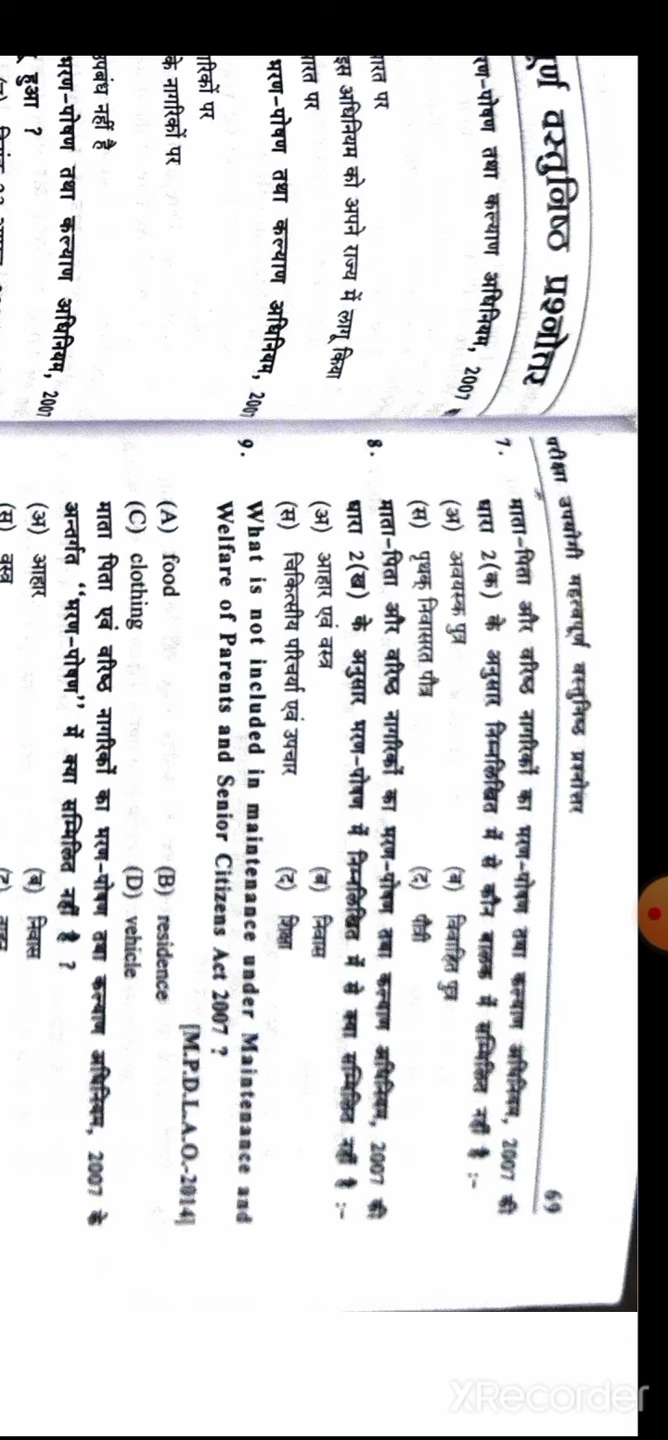 पूर्ण वस्तुनिष्ठ प्रश्नोत्तर
रण-पोषण तथा कल्याण अधिनियम, 2007
भारत पर
इस अधिनियम को अपने राज्य में लागू किया
भारत पर
भरण-पोषण तथा कल्याण अधिनियम, 2007
रिकों पर
के नागरिकों पर
उपबंध नहीं है
भरण-पोषण तथा कल्याण अधिनियम, 2007
हुआ ?
परीक्षा उपयोगी महत्वपूर्ण वस्तुनिष्ठ प्रश्नोत्तर 69
7. माता-पिता और वरिष्ठ नागरिकों का भरण-पोषण तथा कल्याण अधिनियम, 2007 की
धारा 2(क) के अनुसार निम्नलिखित में से कौन बालक में सम्मिलित नहीं है :-
(अ) अवयस्क पुत्र (ब) विवाहित पुत्र
(स) पृथक् निवासरत पौत्र (द) पौत्री
8. माता-पिता और वरिष्ठ नागरिकों का भरण-पोषण तथा कल्याण अधिनियम, 2007 की
धारा 2(ख) के अनुसार भरण-पोषण में निम्नलिखित में से क्या सम्मिलित नहीं है :-
(अ) आहार एवं वस्त्र (ब) निवास
(स) चिकित्सीय परिचर्या एवं उपचार (द) शिक्षा
9. What is not included in maintenance under Maintenance and
Welfare of Parents and Senior Citizens Act 2007 ?
[M.P.D.L.A.O.-2014]
(A) food (B) residence
(C) clothing (D) vehicle
माता पिता एवं वरिष्ठ नागरिकों का भरण-पोषण तथा कल्याण अधिनियम, 2007 के
अन्तर्गत "भरण-पोषण" में क्या सम्मिलित नहीं है ?
(अ) आहार (ब) निवास
(स) वस्त्र (द) वाहन
XRecorder